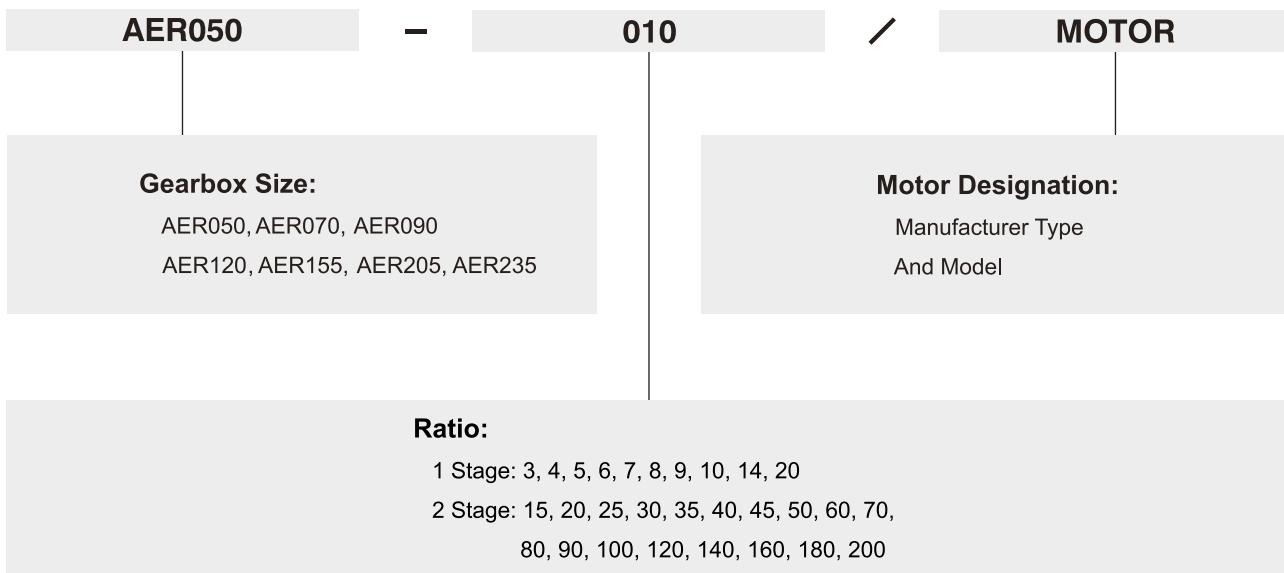 AER050 – 010 / MOTOR
Gearbox Size:
AER050, AER070, AER090
AER120, AER155, AER205, AER235
Motor Designation:
Manufacturer Type
And Model
Ratio:
1 Stage: 3, 4, 5, 6, 7, 8, 9, 10, 14, 20
2 Stage: 15, 20, 25, 30, 35, 40, 45, 50, 60, 70,
80, 90, 100, 120, 140, 160, 180, 200